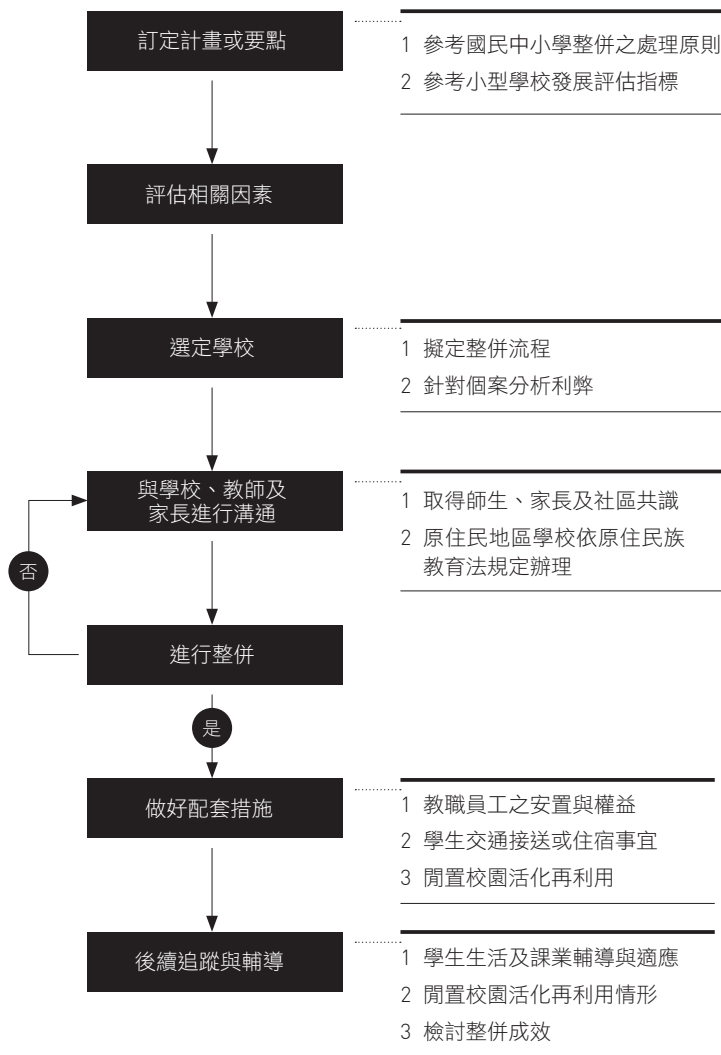 訂定計畫或要點
1 參考國民中小學整併之處理原則
2 參考小型學校發展評估指標
評估相關因素
選定學校
1 擬定整併流程
2 針對個案分析利弊
與學校、教師及
家長進行溝通
1 取得師生、家長及社區共識
2 原住民地區學校依原住民族
教育法規定辦理
否
進行整併
是
做好配套措施
1 教職員工之安置與權益
2 學生交通接送或住宿事宜
3 閒置校園活化再利用
後續追蹤與輔導
1 學生生活及課業輔導與適應
2 閒置校園活化再利用情形
3 檢討整併成效